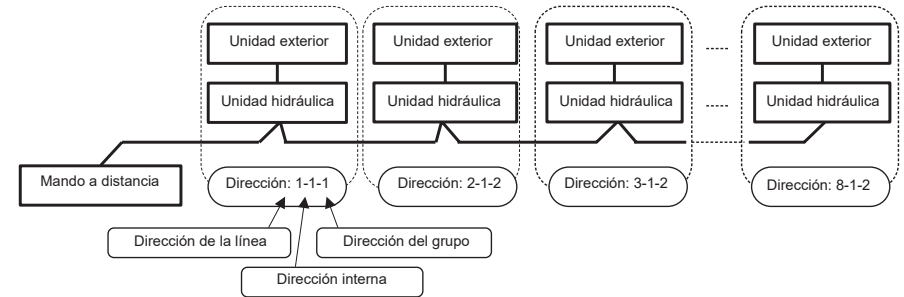 Unidad exterior Unidad exterior Unidad exterior Unidad exterior
Unidad hidráulica Unidad hidráulica Unidad hidráulica Unidad hidráulica
Mando a distancia Dirección: 1-1-1 Dirección: 2-1-2 Dirección: 3-1-2 Dirección: 8-1-2
Dirección de la línea Dirección del grupo
Dirección interna